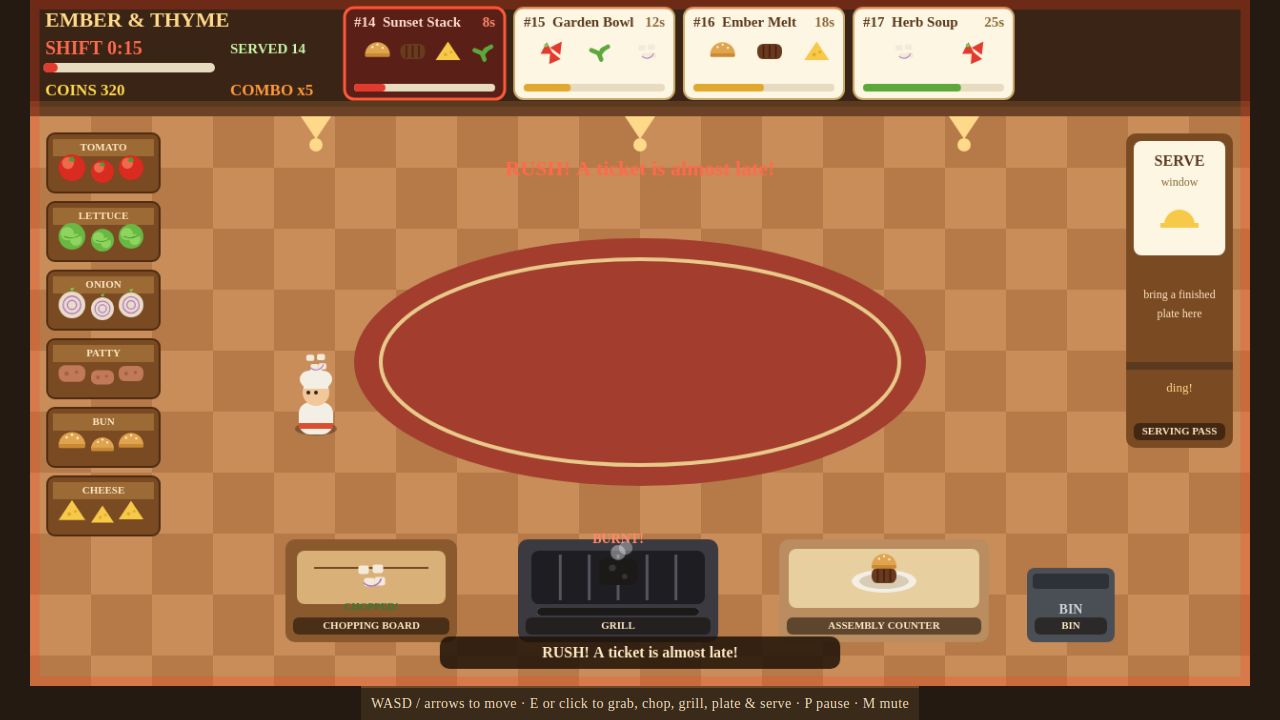 EMBER & THYME
SHIFT 0:15
SERVED 14
COINS 320
COMBO x5
#14 Sunset Stack 8s
#15 Garden Bowl 12s
#16 Ember Melt 18s
#17 Herb Soup 25s
RUSH! A ticket is almost late!
TOMATO
LETTUCE
ONION
PATTY
BUN
CHEESE
SERVE
window
bring a finished
plate here
ding!
SERVING PASS
CHOPPED!
CHOPPING BOARD
BURNT!
GRILL
ASSEMBLY COUNTER
BIN
BIN
RUSH! A ticket is almost late!
WASD / arrows to move · E or click to grab, chop, grill, plate & serve · P pause · M mute